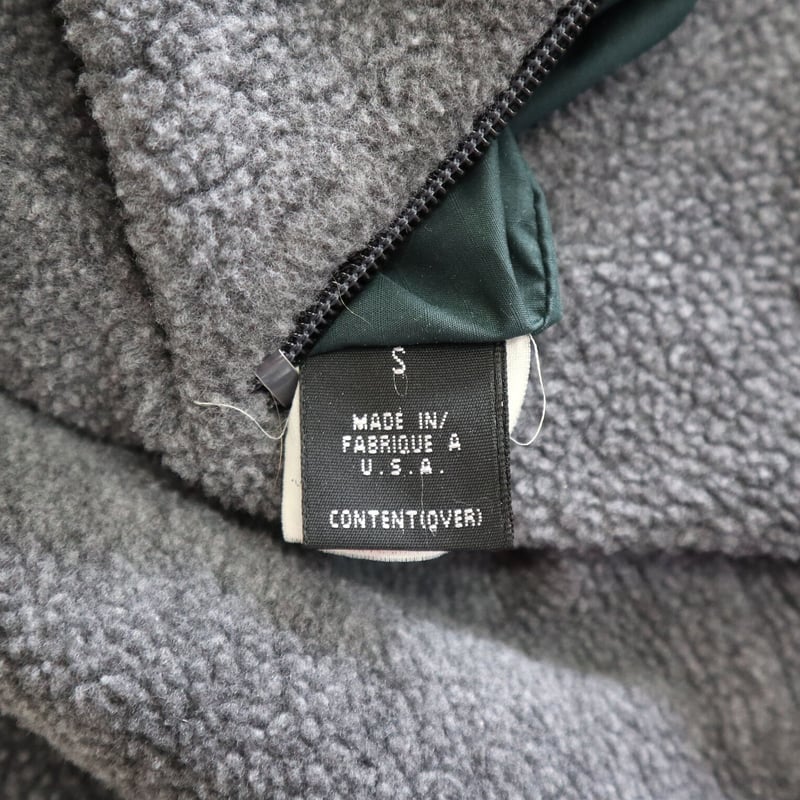 S
MADE IN/
FABRIQUE A
U.S.A.
CONTENT(OVER)